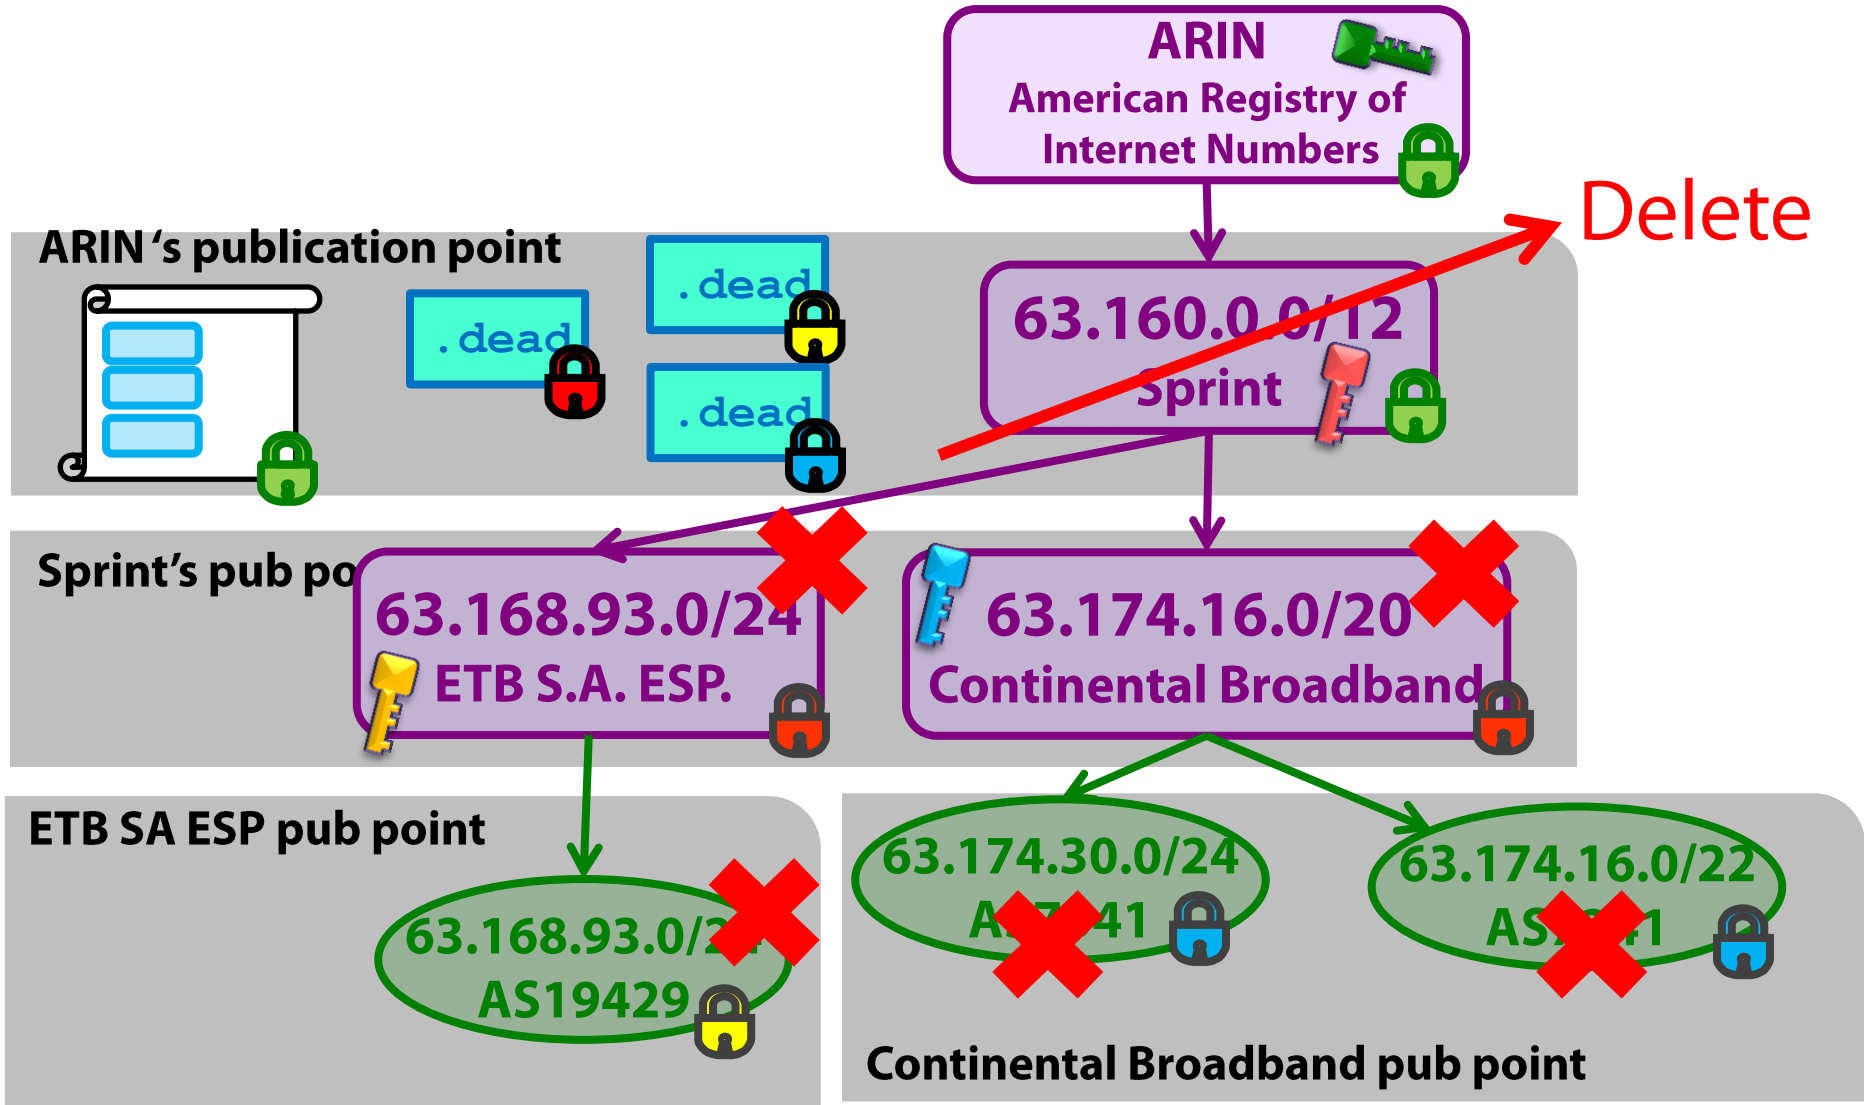 ARIN
American Registry of
Internet Numbers
Delete
ARIN ‘s publication point
.dead
.dead
.dead
63.160.0.0/12
Sprint
Sprint’s pub po
63.168.93.0/24
ETB S.A. ESP.
63.174.16.0/20
Continental Broadband
ETB SA ESP pub point
63.168.93.0/24
AS19429
63.174.30.0/24
63.174.16.0/22
Continental Broadband pub point